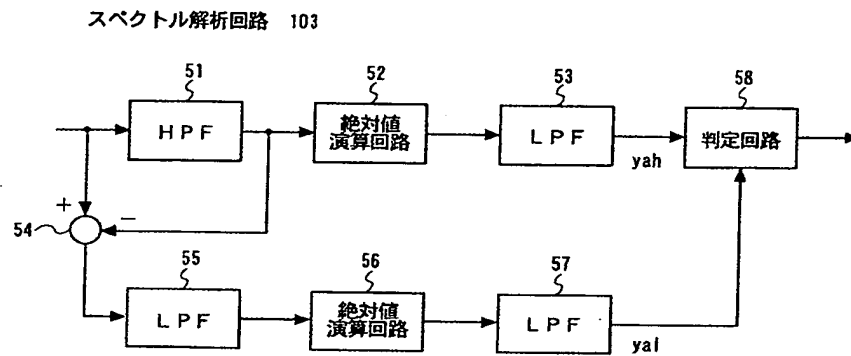 スペクトル解析回路 103
51
52
53
58
HPF
絶対値
演算回路
LPF
判定回路
yah
+
−
54
55
56
57
LPF
絶対値
演算回路
LPF
yal